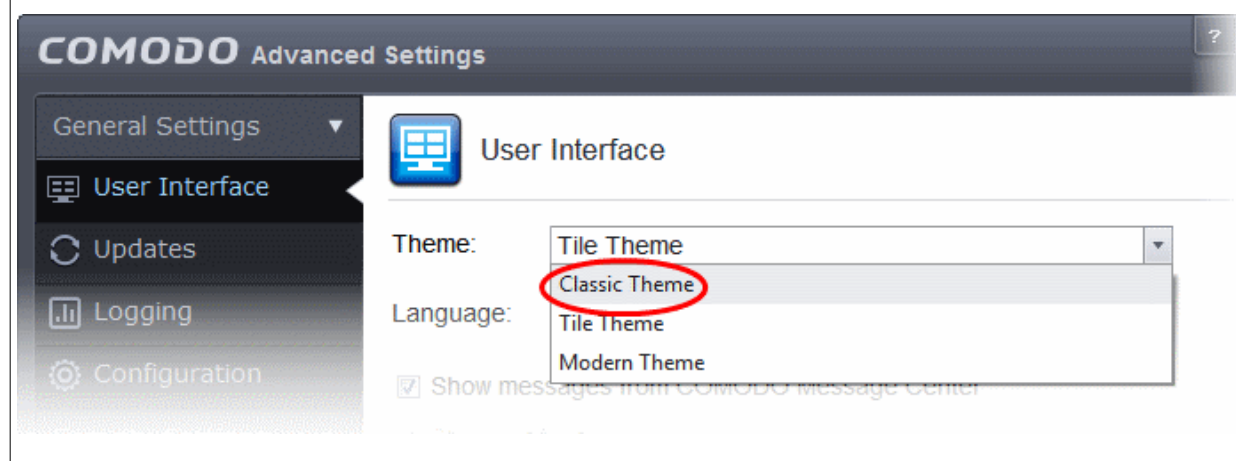 COMODO Advanced Settings
?
General Settings
User Interface
Updates
Logging
Configuration
User Interface
Theme: Tile Theme
Classic Theme
Language:
Tile Theme
Modern Theme
Show messages from COMODO Message Center